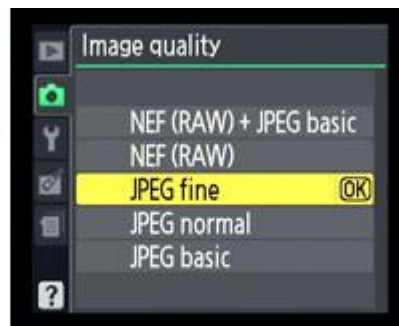 Image quality
NEF (RAW) + JPEG basic
NEF (RAW)
JPEG fine OK
JPEG normal
JPEG basic
?